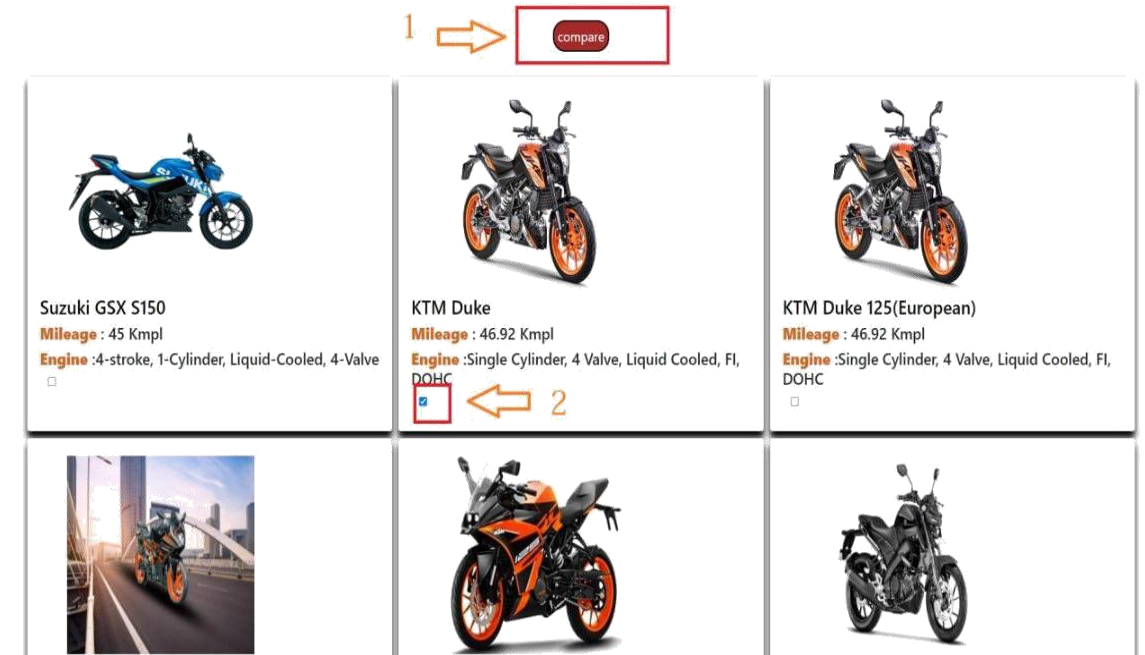 1
compare
SUZUKI
Suzuki GSX S150
Mileage : 45 Kmpl
Engine :4-stroke, 1-Cylinder, Liquid-Cooled, 4-Valve
KTM Duke
Mileage : 46.92 Kmpl
Engine :Single Cylinder, 4 Valve, Liquid Cooled, FI,
DOHC
2
KTM Duke 125(European)
Mileage : 46.92 Kmpl
Engine :Single Cylinder, 4 Valve, Liquid Cooled, FI,
DOHC